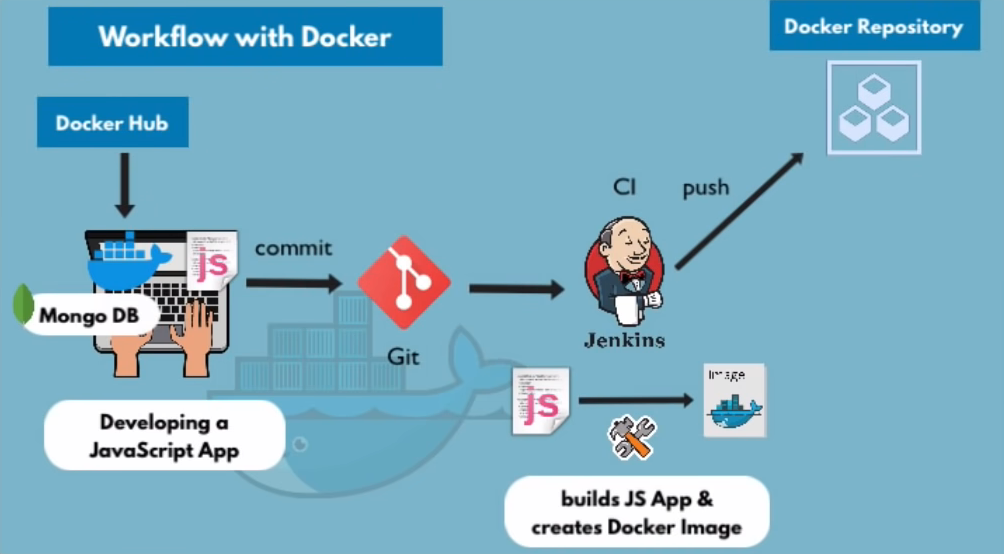 Workflow with Docker
Docker Repository
Docker Hub
CI
push
commit
js
Mongo DB
Jenkins
Git
Image
js
Developing a
JavaScript App
builds JS App &
creates Docker Image